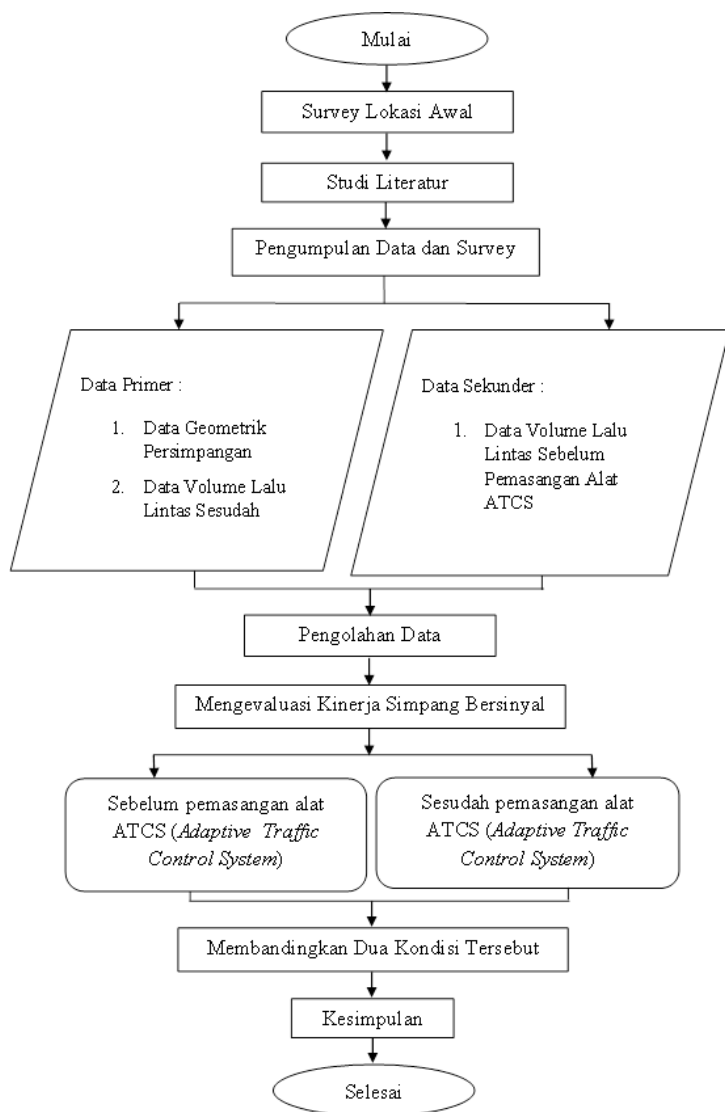 Mulai
Survey Lokasi Awal
Studi Literatur
Pengumpulan Data dan Survey
Data Primer :
1. Data Geometrik
Persimpangan
2. Data Volume Lalu
Lintas Sesudah
Data Sekunder :
1. Data Volume Lalu
Lintas Sebelum
Pemasangan Alat
ATCS
Pengolahan Data
Mengevaluasi Kinerja Simpang Bersinyal
Sebelum pemasangan alat
ATCS (Adaptive Traffic
Control System)
Sesudah pemasangan alat
ATCS (Adaptive Traffic
Control System)
Membandingkan Dua Kondisi Tersebut
Kesimpulan
Selesai